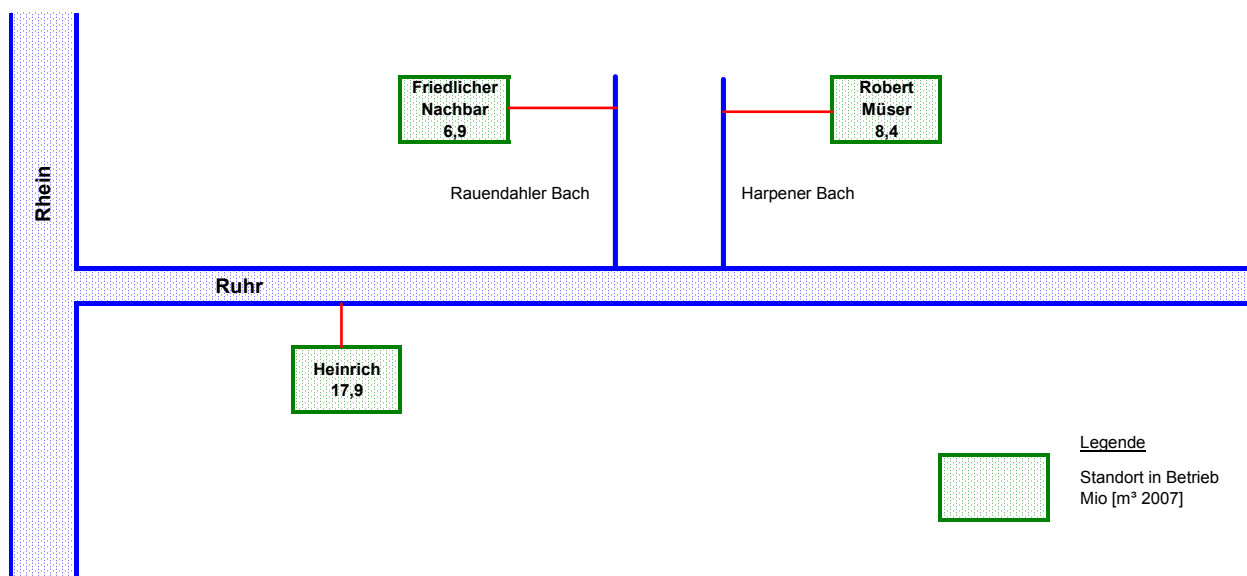 Friedlicher
Nachbar
6,9
Robert
Müser
8,4
Rhein
Rauendahler Bach
Harpener Bach
Ruhr
Heinrich
17,9
Legende
Standort in Betrieb
Mio [m³ 2007]